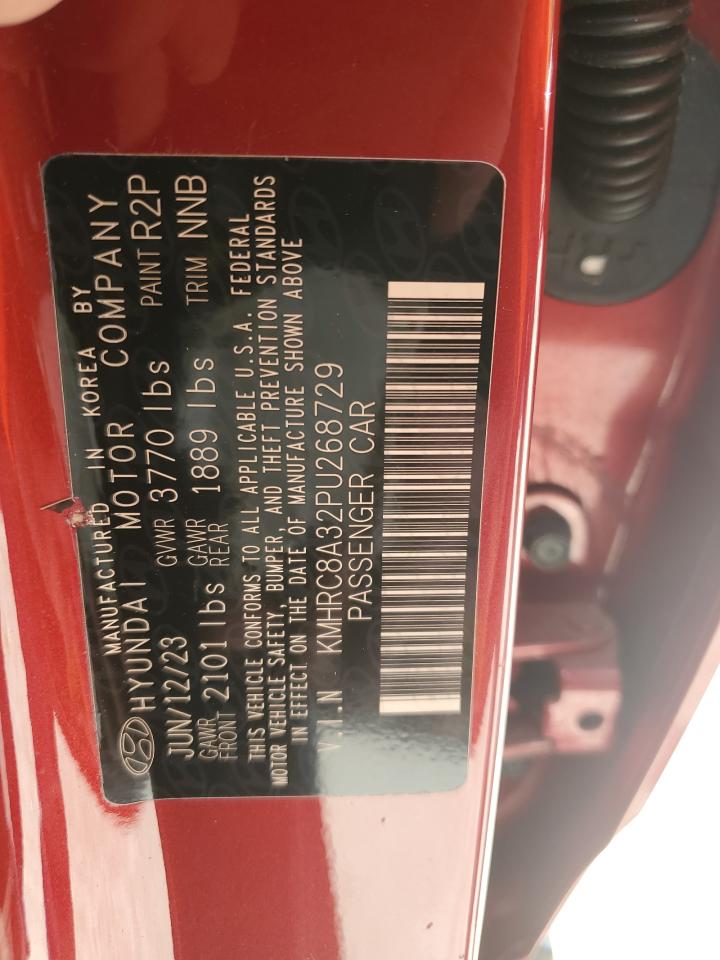 MANUFACTURED IN KOREA BY
HYUNDAI MOTOR COMPANY
JUN/12/23 GVWR 3770 lbs PAINT R2P
GAWR FRONT 2101 lbs GAWR REAR 1889 lbs TRIM NNB
THIS VEHICLE CONFORMS TO ALL APPLICABLE U.S.A. FEDERAL
MOTOR VEHICLE SAFETY, BUMPER, AND THEFT PREVENTION STANDARDS
IN EFFECT ON THE DATE OF MANUFACTURE SHOWN ABOVE
V.I.N KMHRC8A32PU268729
PASSENGER CAR